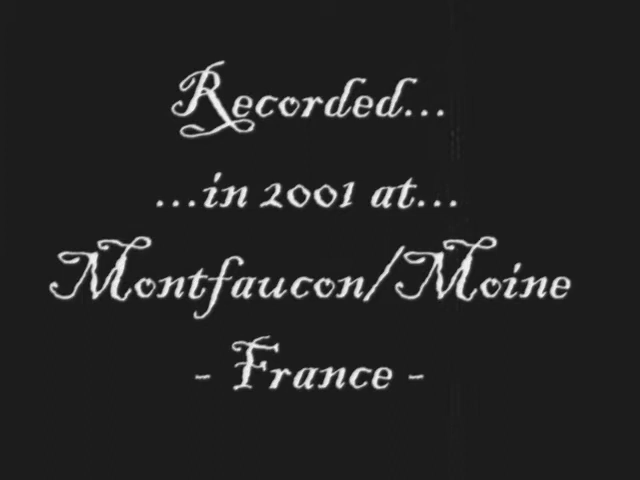 Recorded...
...in 2001 at...
Montfaucon/Moine
- France -